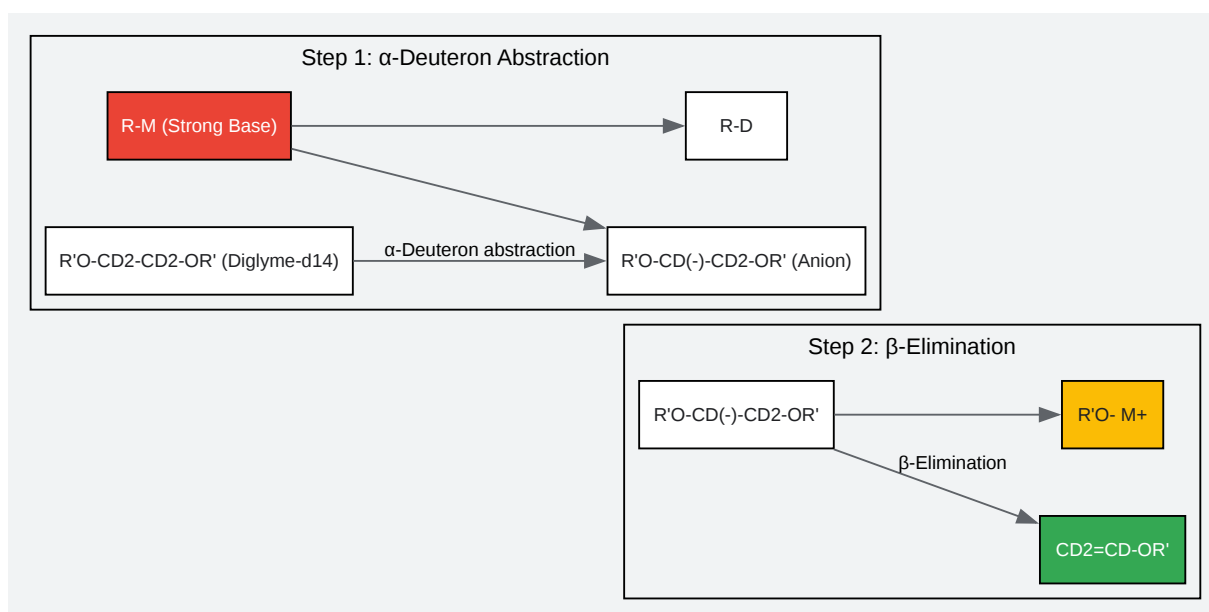 Step 1: α-Deuteron Abstraction
R-M (Strong Base)
R-D
R'O-CD2-CD2-OR' (Diglyme-d14)
α-Deuteron abstraction
R'O-CD(-)-CD2-OR' (Anion)
Step 2: β-Elimination
R'O-CD(-)-CD2-OR'
R'O- M+
β-Elimination
CD2=CD-OR'